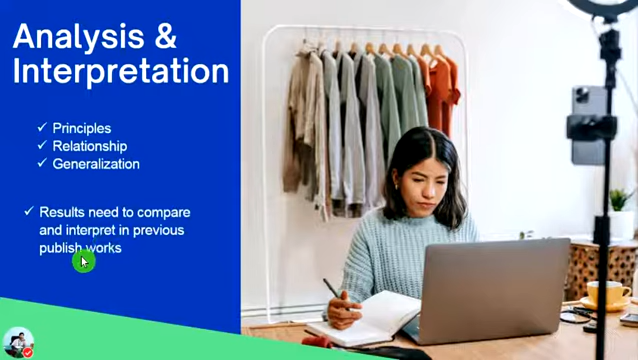 Analysis &
Interpretation
✓ Principles
✓ Relationship
✓ Generalization
✓ Results need to compare
and interpret in previous
publish works